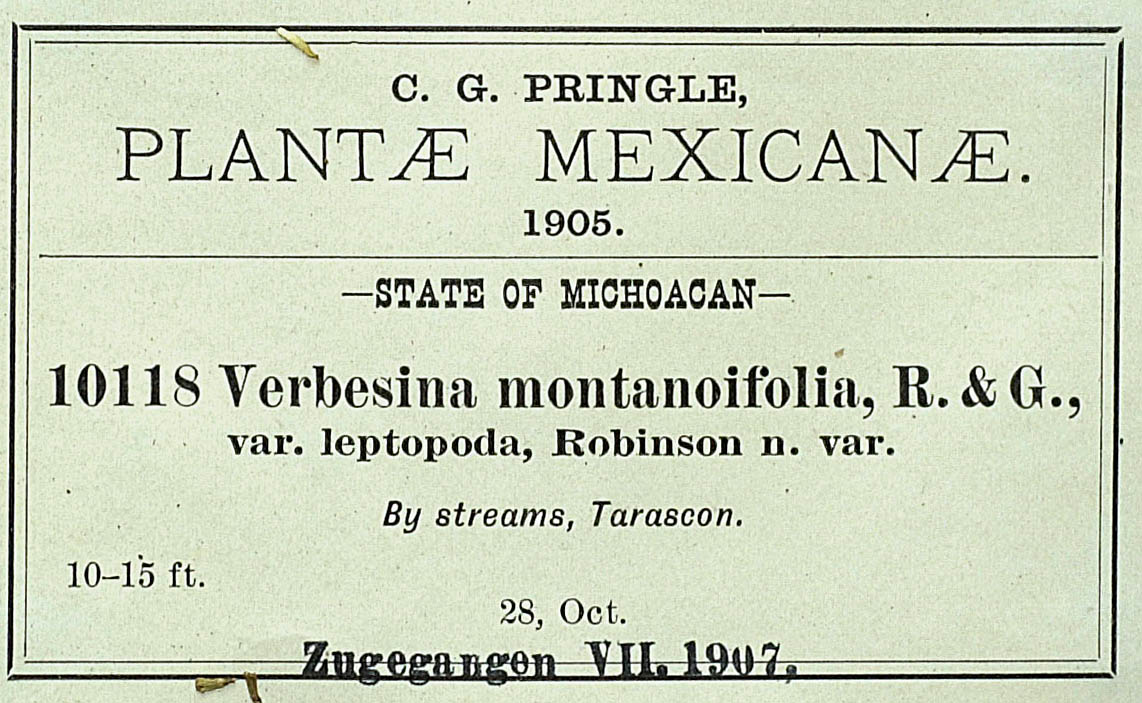 C. G. PRINGLE,
PLANTÆ MEXICANÆ.
1905.
—STATE OF MICHOACAN—
10118 Verbesina montanoifolia, R. & G.,
var. leptopoda, Robinson n. var.
By streams, Tarascon.
10–15 ft.
28, Oct.
Zugegangen VII. 1907.